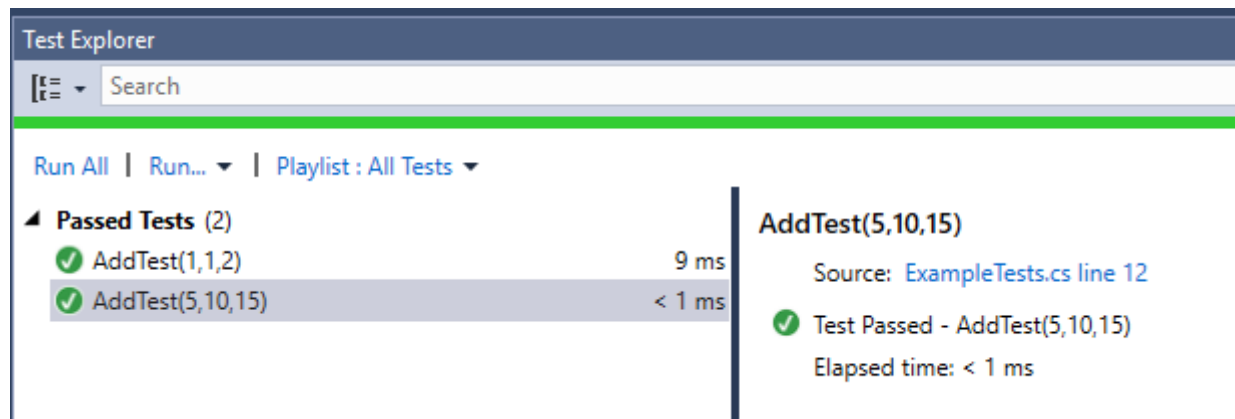 Test Explorer
Search
Run All | Run... | Playlist : All Tests
Passed Tests (2)
AddTest(1,1,2) 9 ms
AddTest(5,10,15) < 1 ms
AddTest(5,10,15)
Source: ExampleTests.cs line 12
Test Passed - AddTest(5,10,15)
Elapsed time: < 1 ms